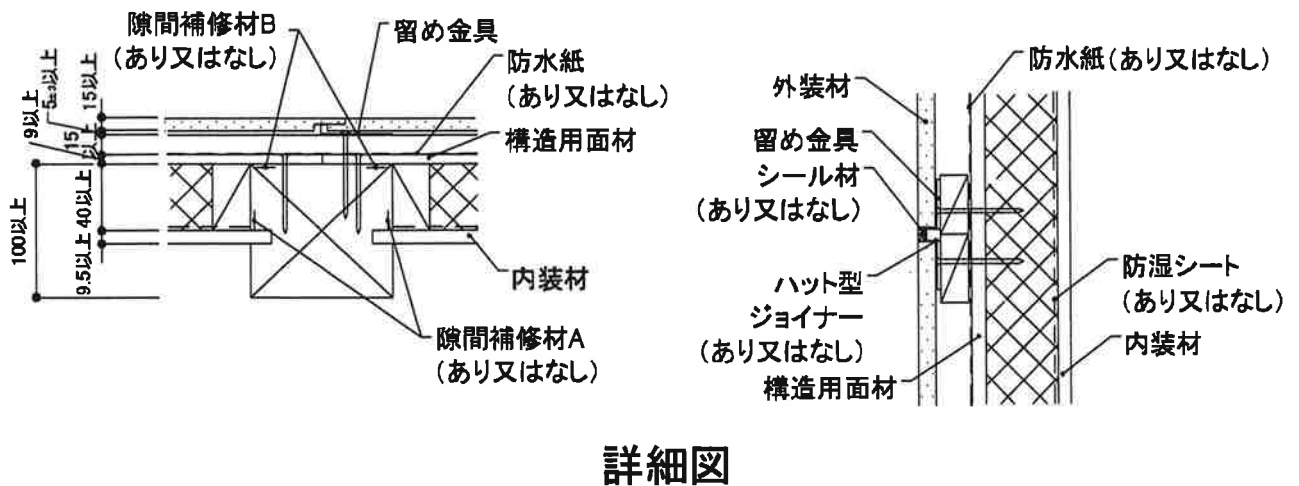 隙間補修材B
(あり又はなし)
留め金具
防水紙
(あり又はなし)
構造用面材
内装材
隙間補修材A
(あり又はなし)
15以上
9以上
15
以上
100以上
40以上
9.5以上
防水紙(あり又はなし)
外装材
留め金具
シール材
(あり又はなし)
ハット型
ジョイナー
(あり又はなし)
構造用面材
防湿シート
(あり又はなし)
内装材
詳細図